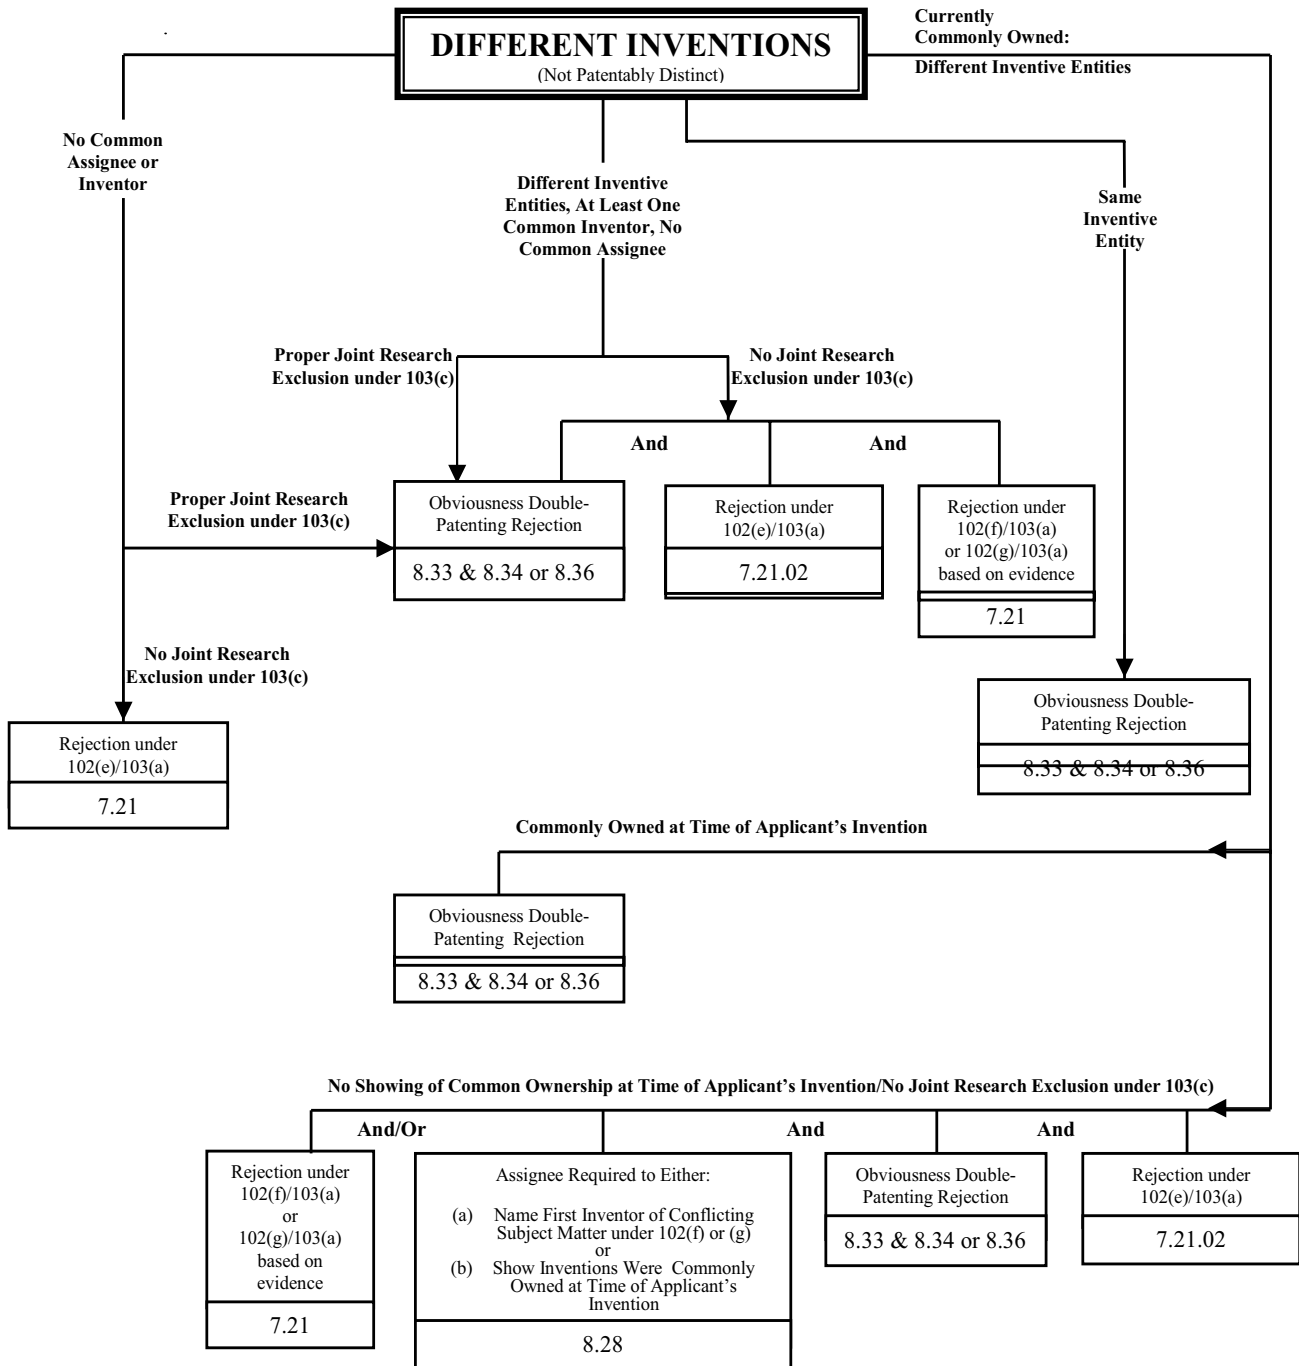 DIFFERENT INVENTIONS
(Not Patentably Distinct)
Currently
Commonly Owned:
Different Inventive Entities
No Common
Assignee or
Inventor
Different Inventive
Entities, At Least One
Common Inventor, No
Common Assignee
Same
Inventive
Entity
Proper Joint Research
Exclusion under 103(c)
No Joint Research
Exclusion under 103(c)
And
And
Proper Joint Research
Exclusion under 103(c)
Obviousness Double-
Patenting Rejection
8.33 & 8.34 or 8.36
Rejection under
102(e)/103(a)
7.21.02
Rejection under
102(f)/103(a)
or 102(g)/103(a)
based on evidence
7.21
No Joint Research
Exclusion under 103(c)
Rejection under
102(e)/103(a)
7.21
Obviousness Double-
Patenting Rejection
8.33 & 8.34 or 8.36
Commonly Owned at Time of Applicant’s Invention
Obviousness Double-
Patenting Rejection
8.33 & 8.34 or 8.36
No Showing of Common Ownership at Time of Applicant’s Invention/No Joint Research Exclusion under 103(c)
And/Or
And
And
Rejection under
102(f)/103(a)
or
102(g)/103(a)
based on
evidence
7.21
Assignee Required to Either:
(a) Name First Inventor of Conflicting
Subject Matter under 102(f) or (g)
or
(b) Show Inventions Were Commonly
Owned at Time of Applicant’s
Invention
8.28
Obviousness Double-
Patenting Rejection
8.33 & 8.34 or 8.36
Rejection under
102(e)/103(a)
7.21.02